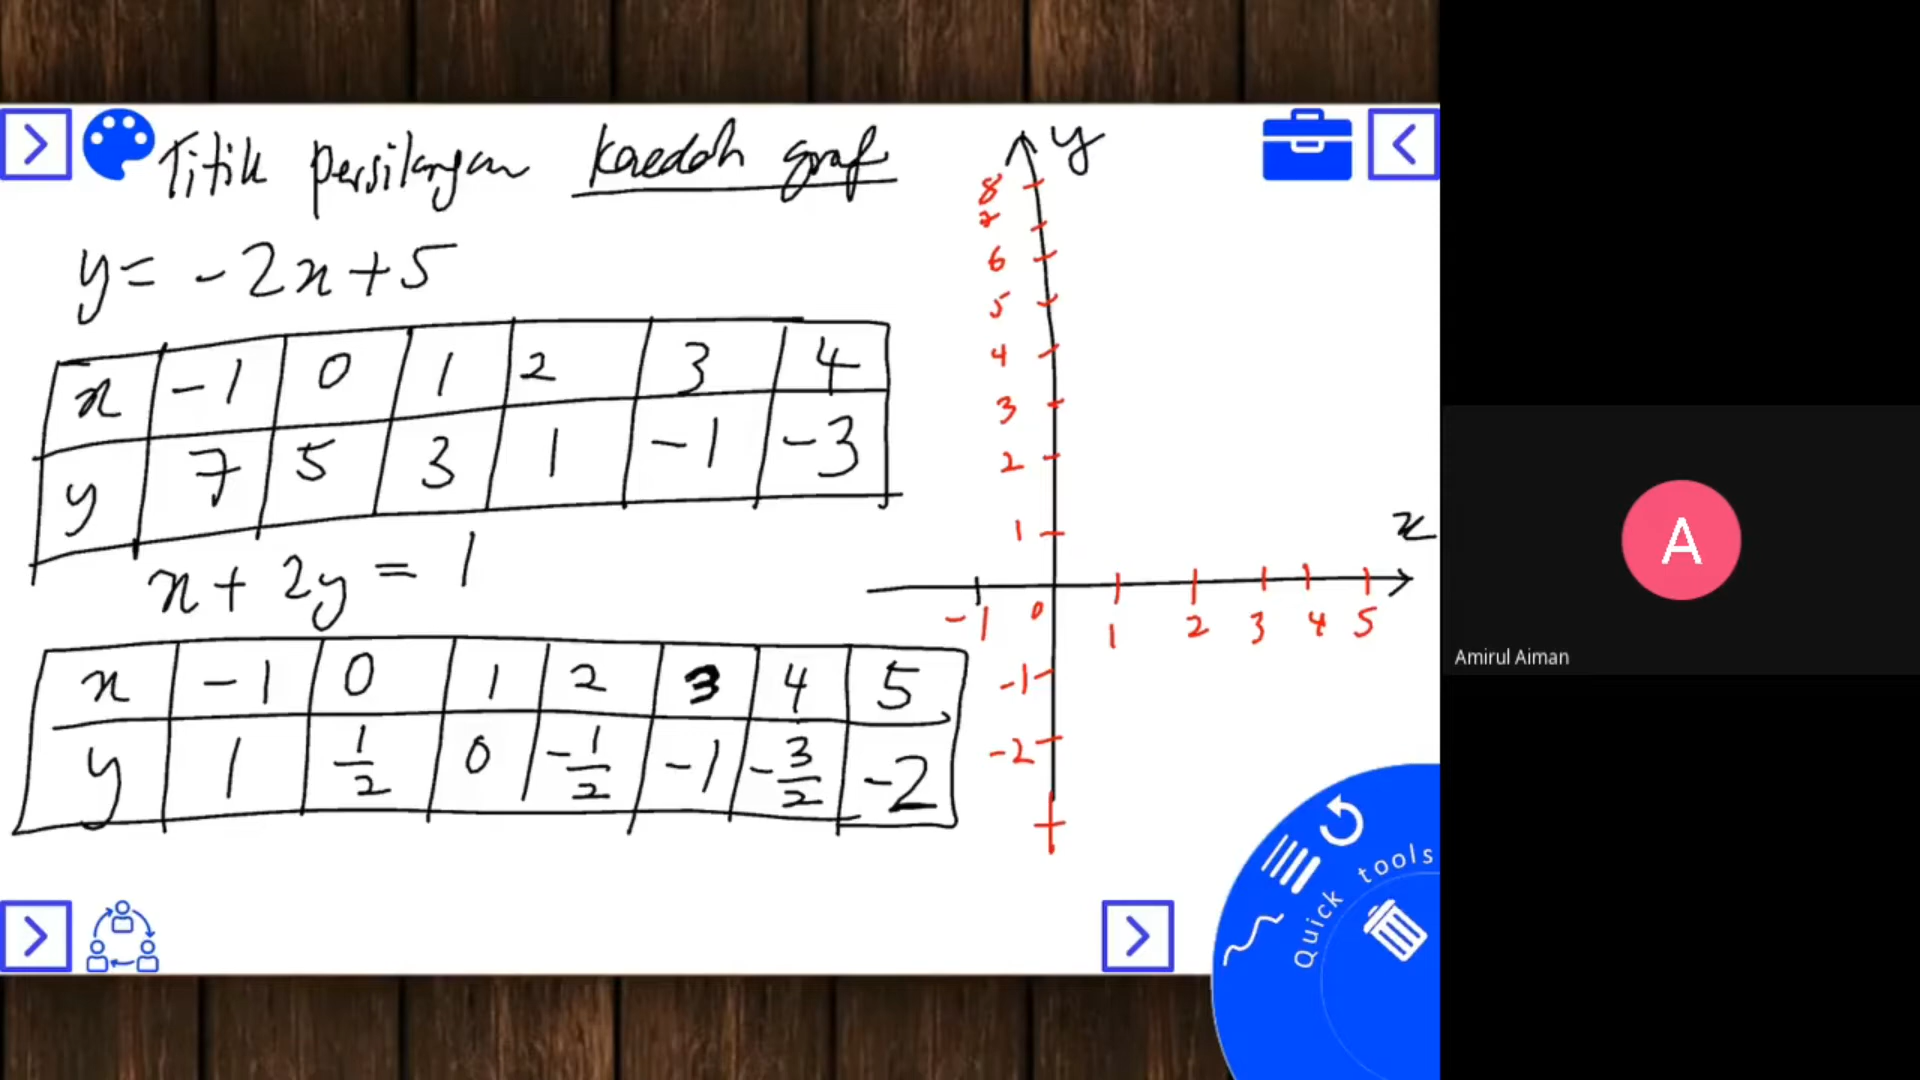 Titik persilangan kaedah graf
y = -2x+5
x -1 0 1 2 3 4
y 7 5 3 1 -1 -3
x + 2y = 1
x -1 0 1 2 3 4 5
y 1 1/2 0 -1/2 -1 -3/2 -2
y
8
7
6
5
4
3
2
1
x
-1 0 1 2 3 4 5
-1
-2
Quick tools
A
Amirul Aiman